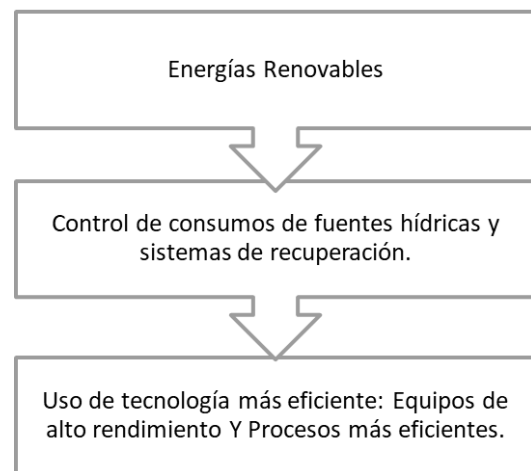 Energías Renovables
Control de consumos de fuentes hídricas y
sistemas de recuperación.
Uso de tecnología más eficiente: Equipos de
alto rendimiento Y Procesos más eficientes.